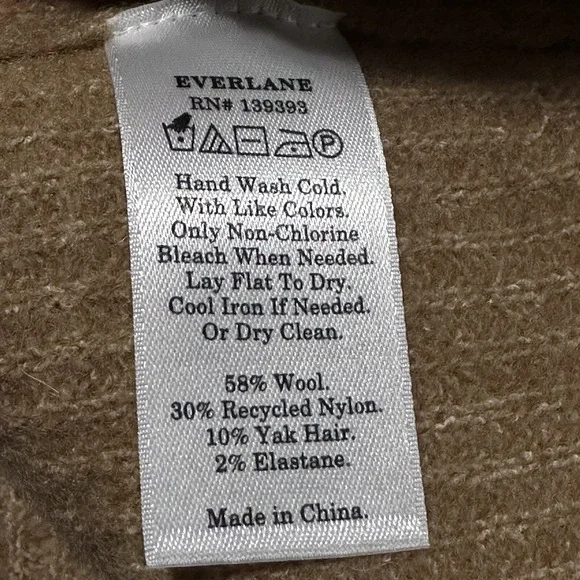 EVERLANE
RN# 139393
P
Hand Wash Cold.
With Like Colors.
Only Non-Chlorine
Bleach When Needed.
Lay Flat To Dry.
Cool Iron If Needed.
Or Dry Clean.
58% Wool.
30% Recycled Nylon.
10% Yak Hair.
2% Elastane.
Made in China.